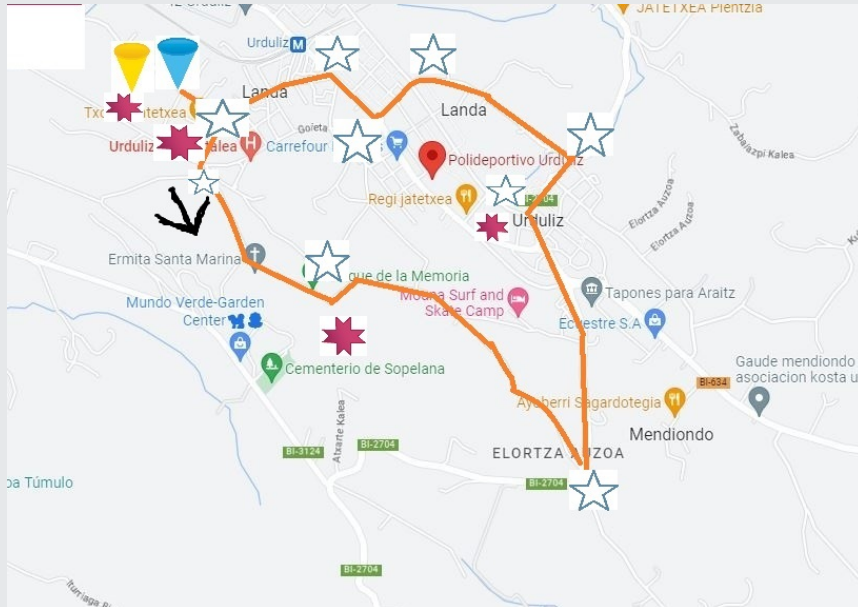 JATETXEA Plentzia
Urduliz
Landa
Landa
Goieta
Carrefour
Polideportivo Urduliz
Regi jatetxea
Urduliz
Zabalazpi Kalea
Elortza Auzoa
Elortza Auzoa
Ermita Santa Marina
que de la Memoria
Mundo Verde-Garden
Center
Surf and
Skate Camp
Tapones para Araitz
Ecuestre S.A
Cementerio de Sopelana
Gaude mendiondo
asociacion kosta u
BI-634
Sagardotegia
Mendiondo
Atxarte Kalea
BI-3124
BI-2704
ELORTZA AUZOA
BI-2704
oa Túmulo
BI-2704